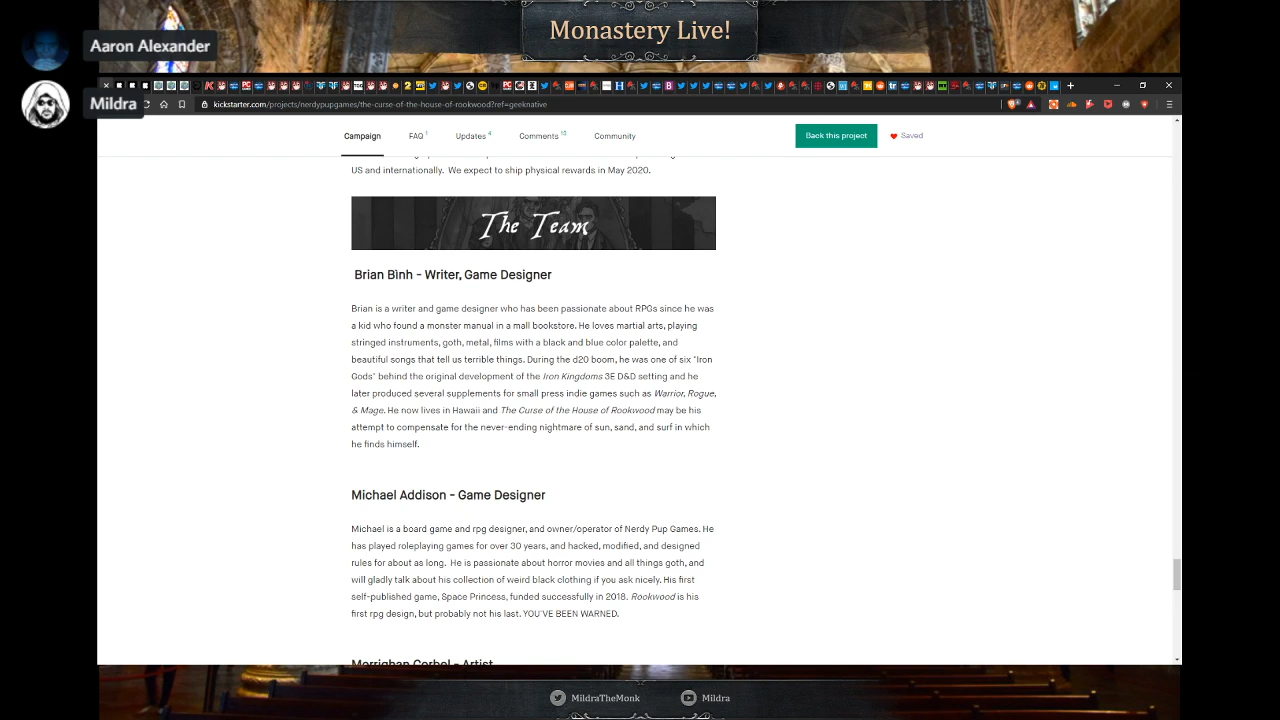 Monastery Live!
Aaron Alexander
Mildra
kickstarter.com/projects/nerdypupgames/the-curse-of-the-house-of-rookwood?ref=geeknative
Campaign FAQ 1 Updates 4 Comments 13 Community Back this project Saved
US and internationally. We expect to ship physical rewards in May 2020.
The Team
Brian Bình - Writer, Game Designer
Brian is a writer and game designer who has been passionate about RPGs since he was
a kid who found a monster manual in a mall bookstore. He loves martial arts, playing
stringed instruments, goth, metal, films with a black and blue color palette, and
beautiful songs that tell us terrible things. During the d20 boom, he was one of six "Iron
Gods" behind the original development of the Iron Kingdoms 3E D&D setting and he
later produced several supplements for small press indie games such as Warrior, Rogue,
& Mage. He now lives in Hawaii and The Curse of the House of Rookwood may be his
attempt to compensate for the never-ending nightmare of sun, sand, and surf in which
he finds himself.
Michael Addison - Game Designer
Michael is a board game and rpg designer, and owner/operator of Nerdy Pup Games. He
has played roleplaying games for over 30 years, and hacked, modified, and designed
rules for about as long. He is passionate about horror movies and all things goth, and
will gladly talk about his collection of weird black clothing if you ask nicely. His first
self-published game, Space Princess, funded successfully in 2018. Rookwood is his
first rpg design, but probably not his last. YOU'VE BEEN WARNED.
Morrighan Corbel - Artist
MildraTheMonk Mildra